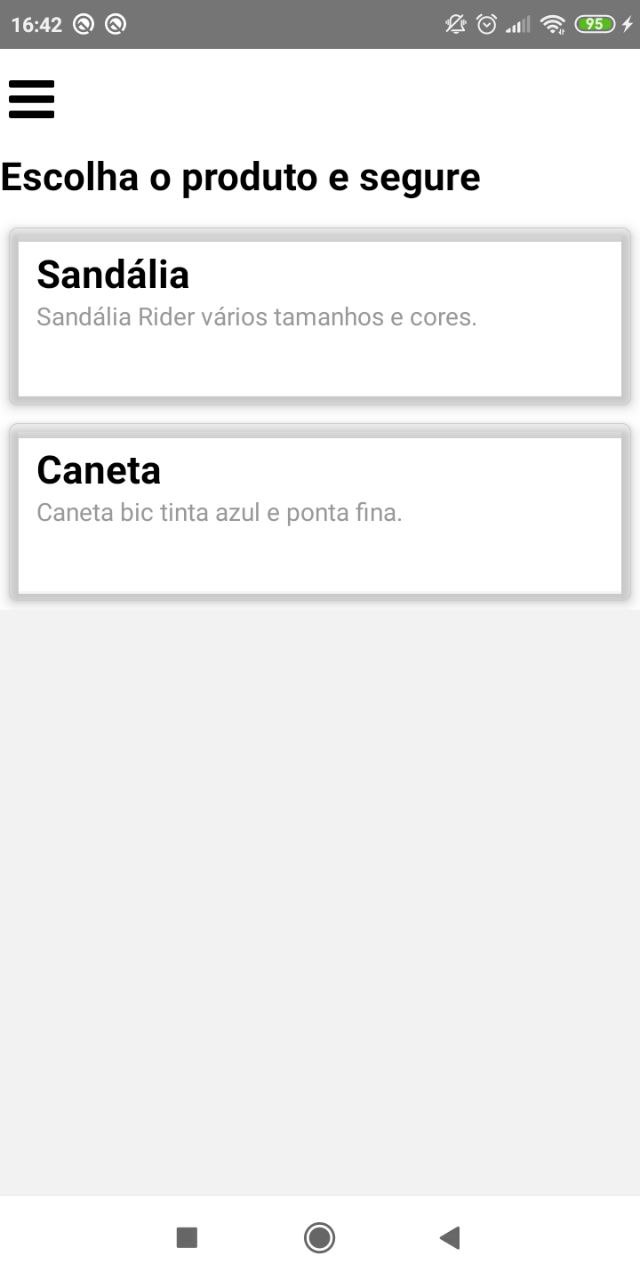 16:42
95
Escolha o produto e segure
Sandália
Sandália Rider vários tamanhos e cores.
Caneta
Caneta bic tinta azul e ponta fina.